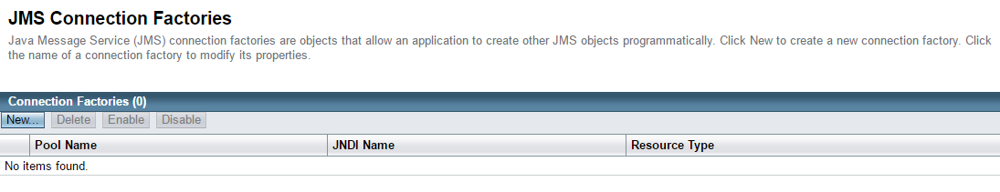 JMS Connection Factories
Java Message Service (JMS) connection factories are objects that allow an application to create other JMS objects programmatically. Click New to create a new connection factory. Click
the name of a connection factory to modify its properties.
Connection Factories (0)
New... Delete Enable Disable
Pool Name JNDI Name Resource Type
No items found.